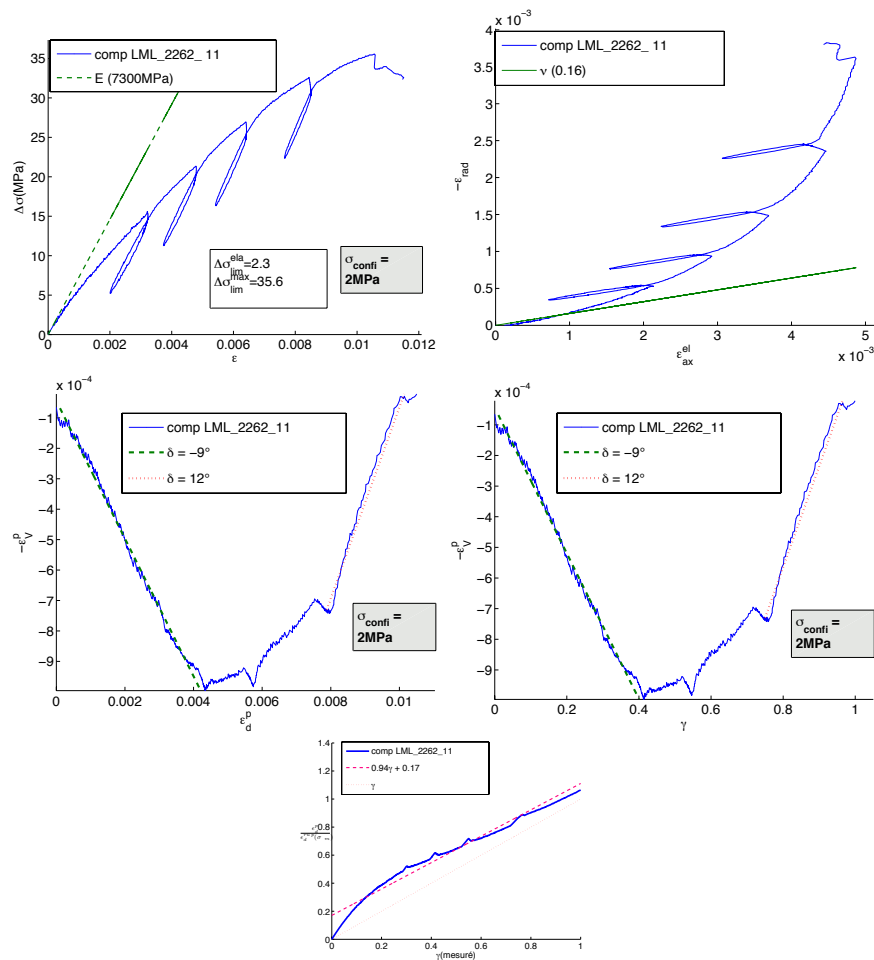 comp LML_2262_ 11
E (7300MPa)
35
30
25
20
15
10
5
0
Δσ(MPa)
Δσ^ela_lim=2.3
Δσ^max_lim=35.6
σ_confi =
2MPa
0 0.002 0.004 0.006 0.008 0.01 0.012
ε
x 10^-3
4
comp LML_2262_ 11
ν (0.16)
3
2.5
2
1.5
1
0.5
0
−ε_rad
0 1 2 3 4 5
ε^el_ax
x 10^-3
x 10^-4
−1
−2
−3
−4
−5
−6
−7
−8
−9
−ε^p_V
comp LML_2262_11
δ = −9°
δ = 12°
σ_confi =
2MPa
0 0.002 0.004 0.006 0.008 0.01
ε^p_d
x 10^-4
−1
−2
−3
−4
−5
−6
−7
−8
−9
−ε^p_V
comp LML_2262_11
δ = −9°
δ = 12°
σ_confi =
2MPa
0 0.2 0.4 0.6 0.8 1
γ
1.4
1.2
1
0.8
0.6
0.4
0.2
0
comp LML_2262_11
0.94γ + 0.17
γ
0 0.2 0.4 0.6 0.8 1
γ(mesuré)